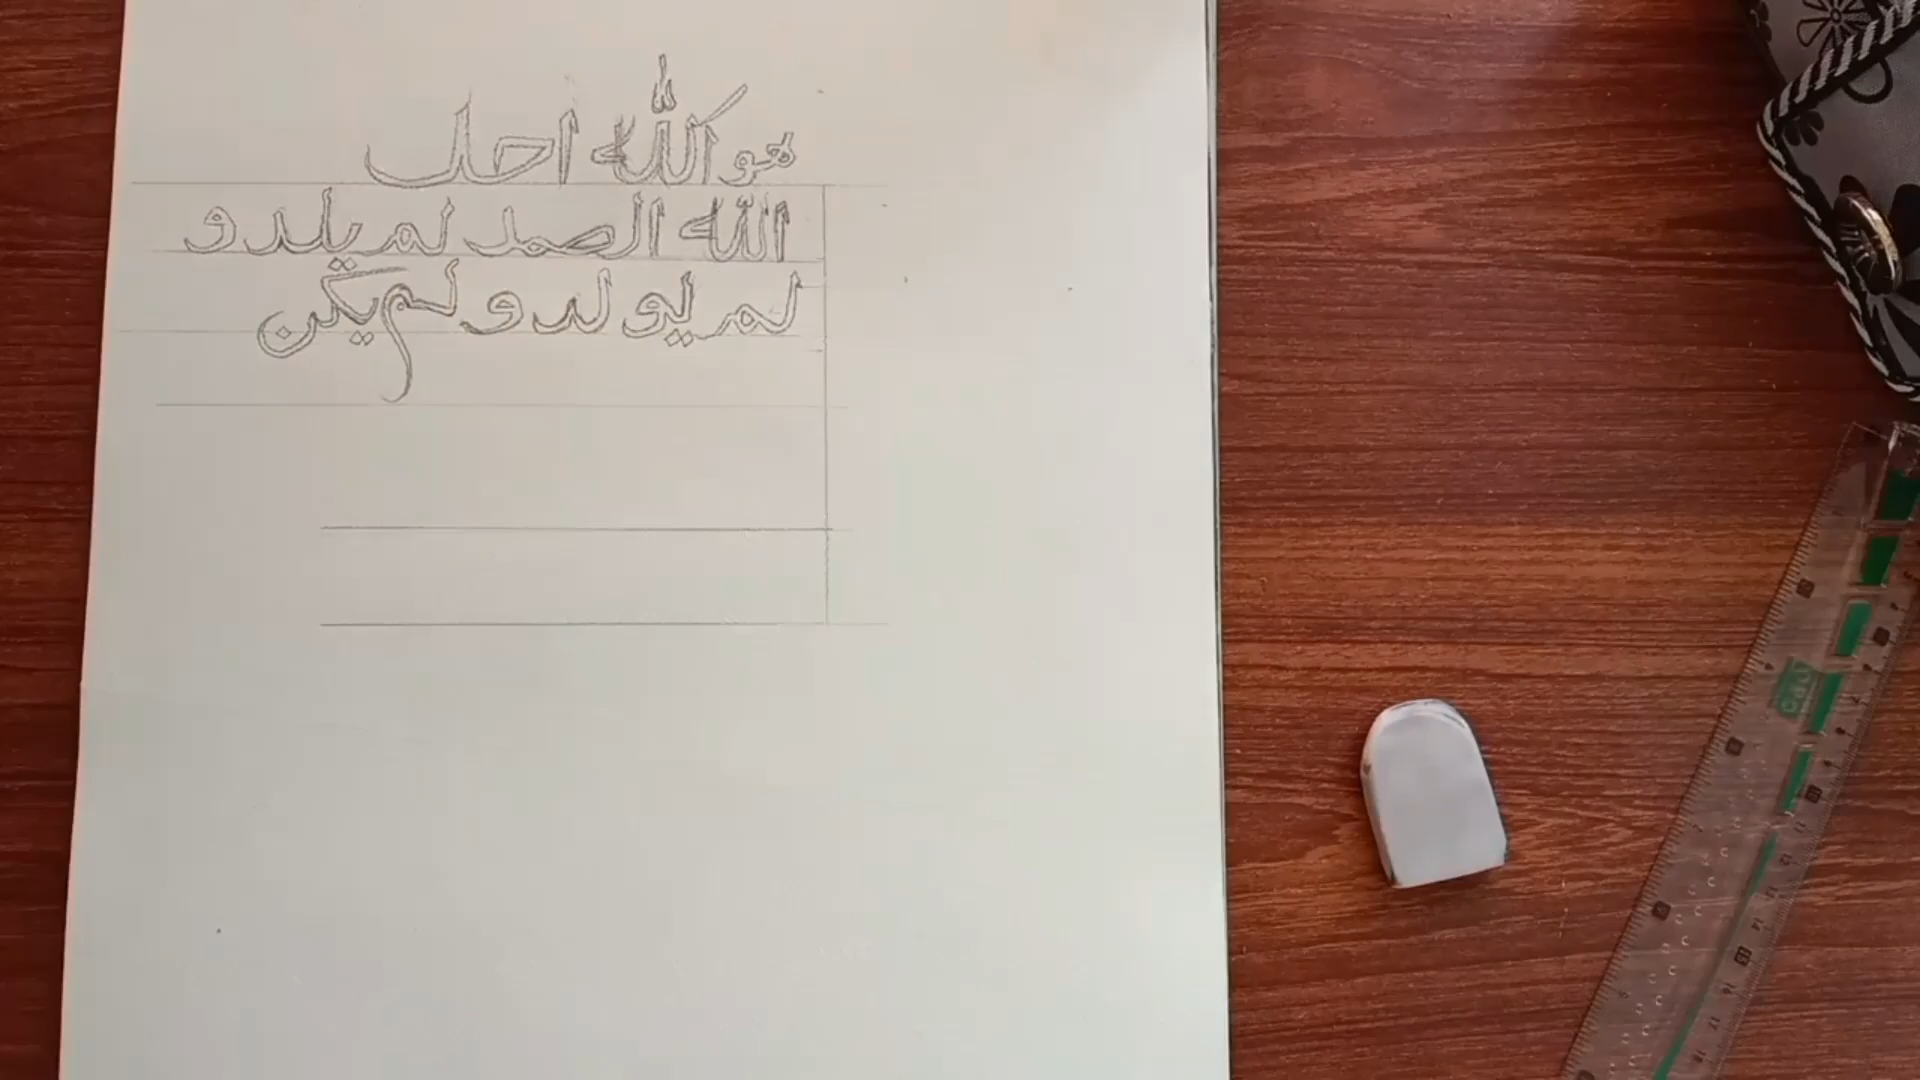 هو الله احد
الله الصمد لم يلد و
لم يولد و لم يكن